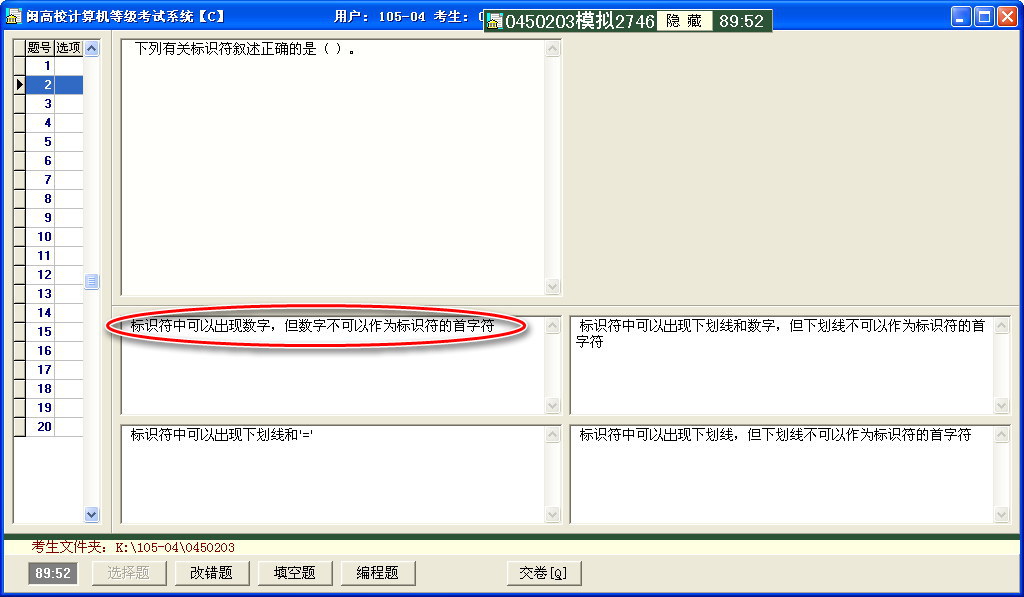 闽高校计算机等级考试系统【C】
用户: 105-04 考生:
0450203模拟2746 隐 藏 89:52
题号 选项
1
2
3
4
5
6
7
8
9
10
11
12
13
14
15
16
17
18
19
20
下列有关标识符叙述正确的是（ ）。
标识符中可以出现数字，但数字不可以作为标识符的首字符
标识符中可以出现下划线和数字，但下划线不可以作为标识符的首
字符
标识符中可以出现下划线和'='
标识符中可以出现下划线，但下划线不可以作为标识符的首字符
考生文件夹: K:\105-04\0450203
89:52 选择题 改错题 填空题 编程题 交卷[Q]